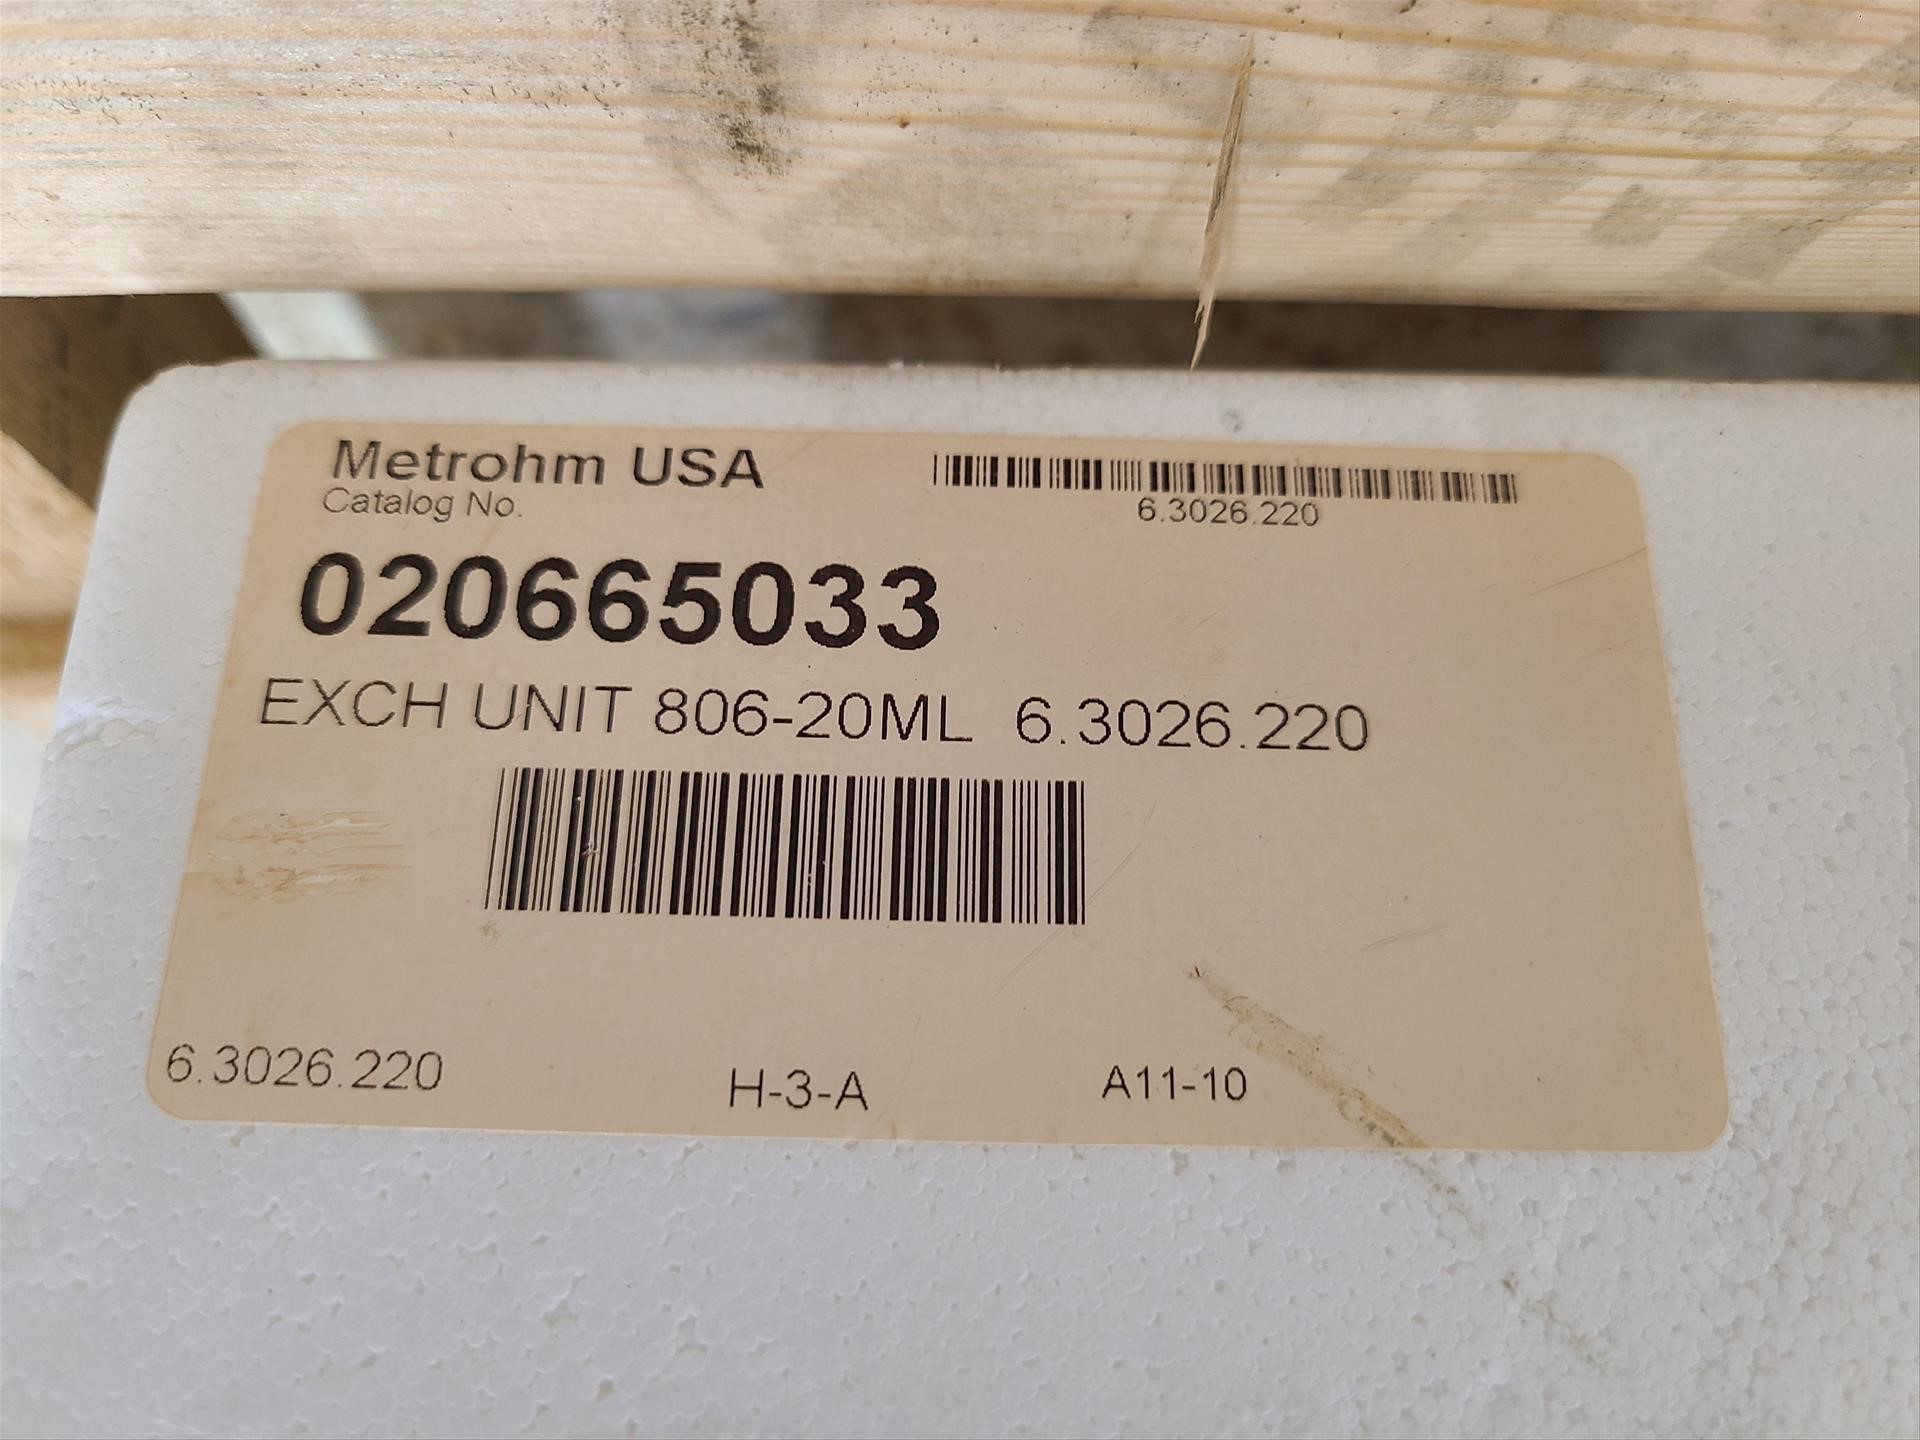 Metrohm USA
Catalog No.
6.3026.220
020665033
EXCH UNIT 806-20ML 6.3026.220
6.3026.220 H-3-A A11-10